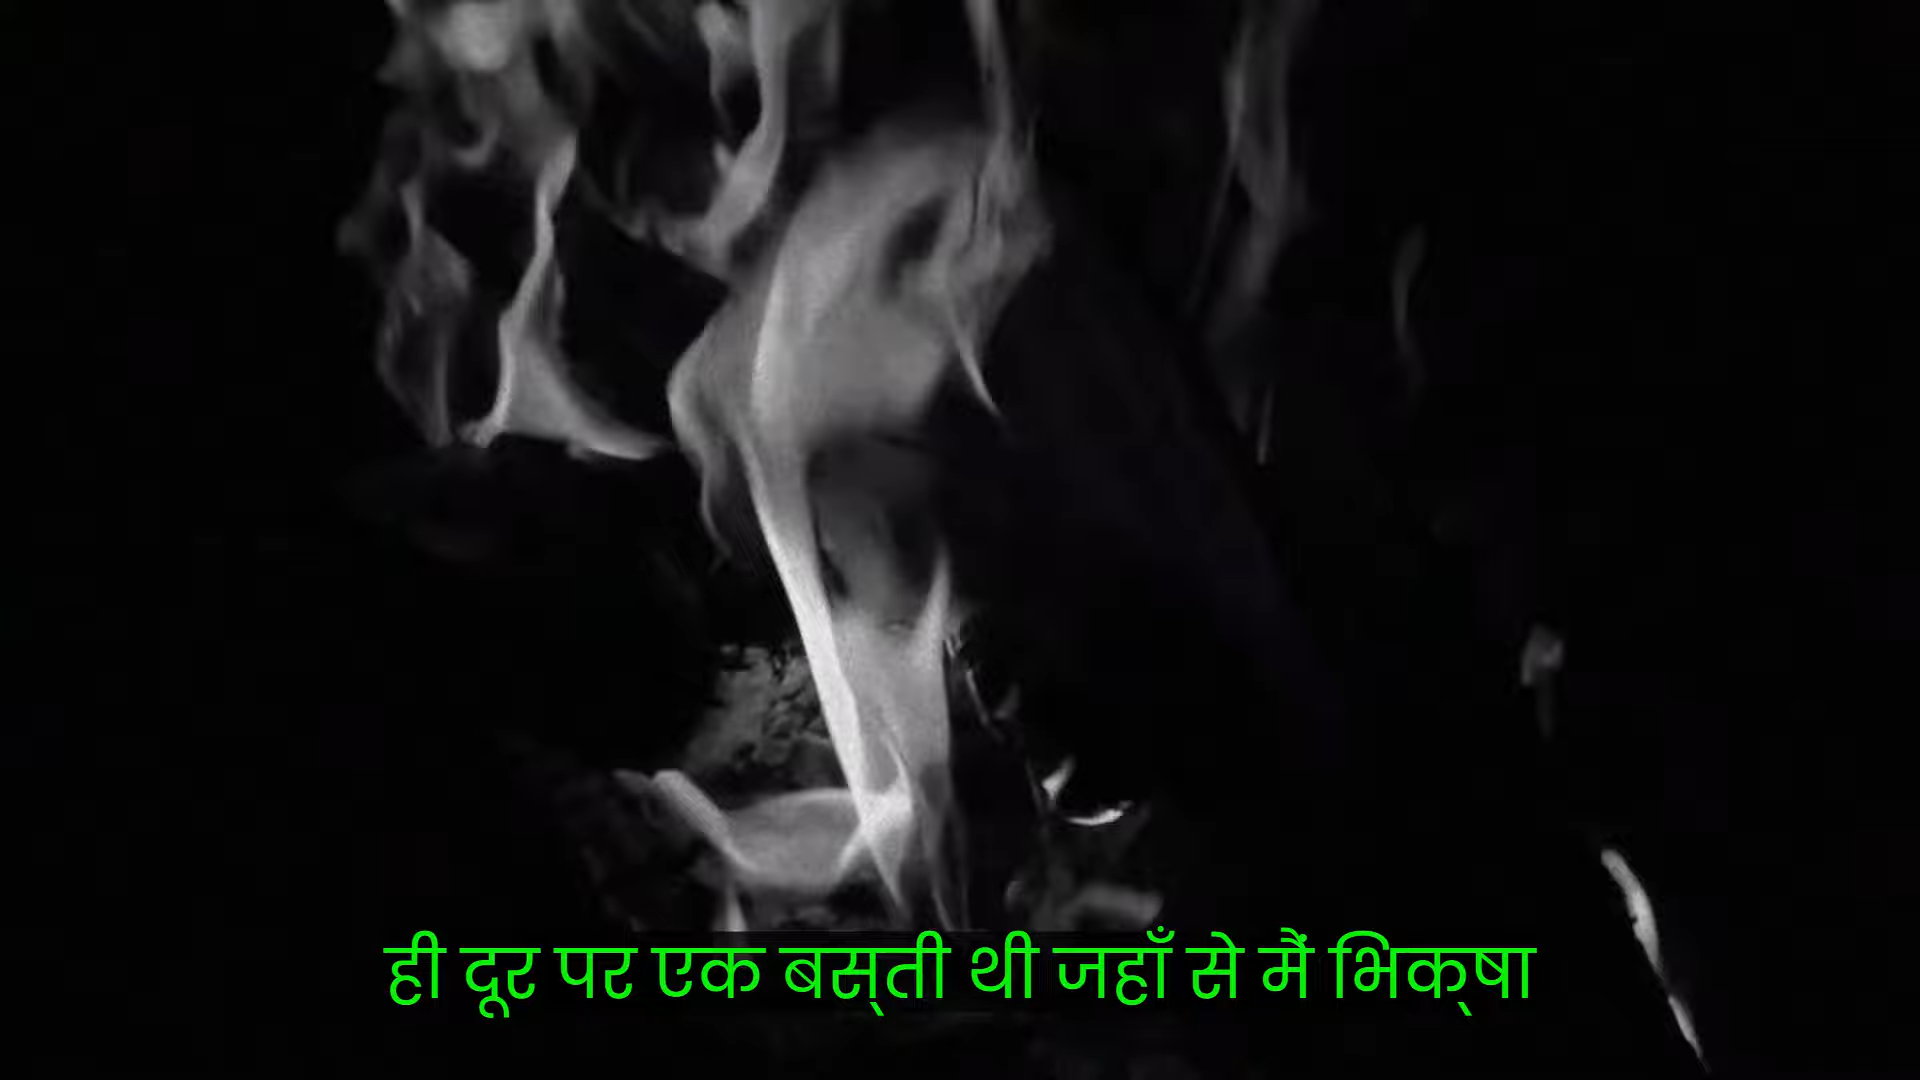 ही दूर पर एक बस्ती थी जहाँ से मैं भिक्षा